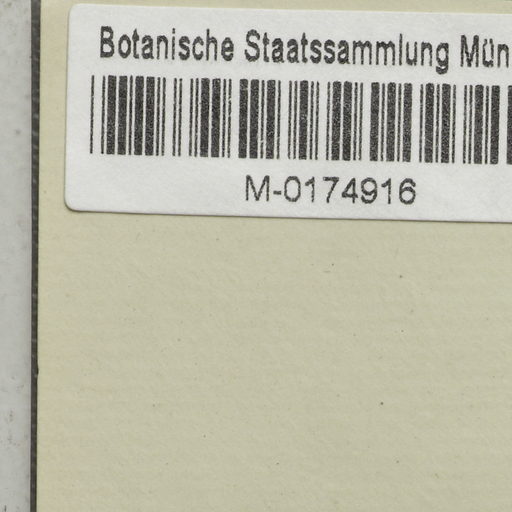 Botanische Staatssammlung Mün
M-0174916